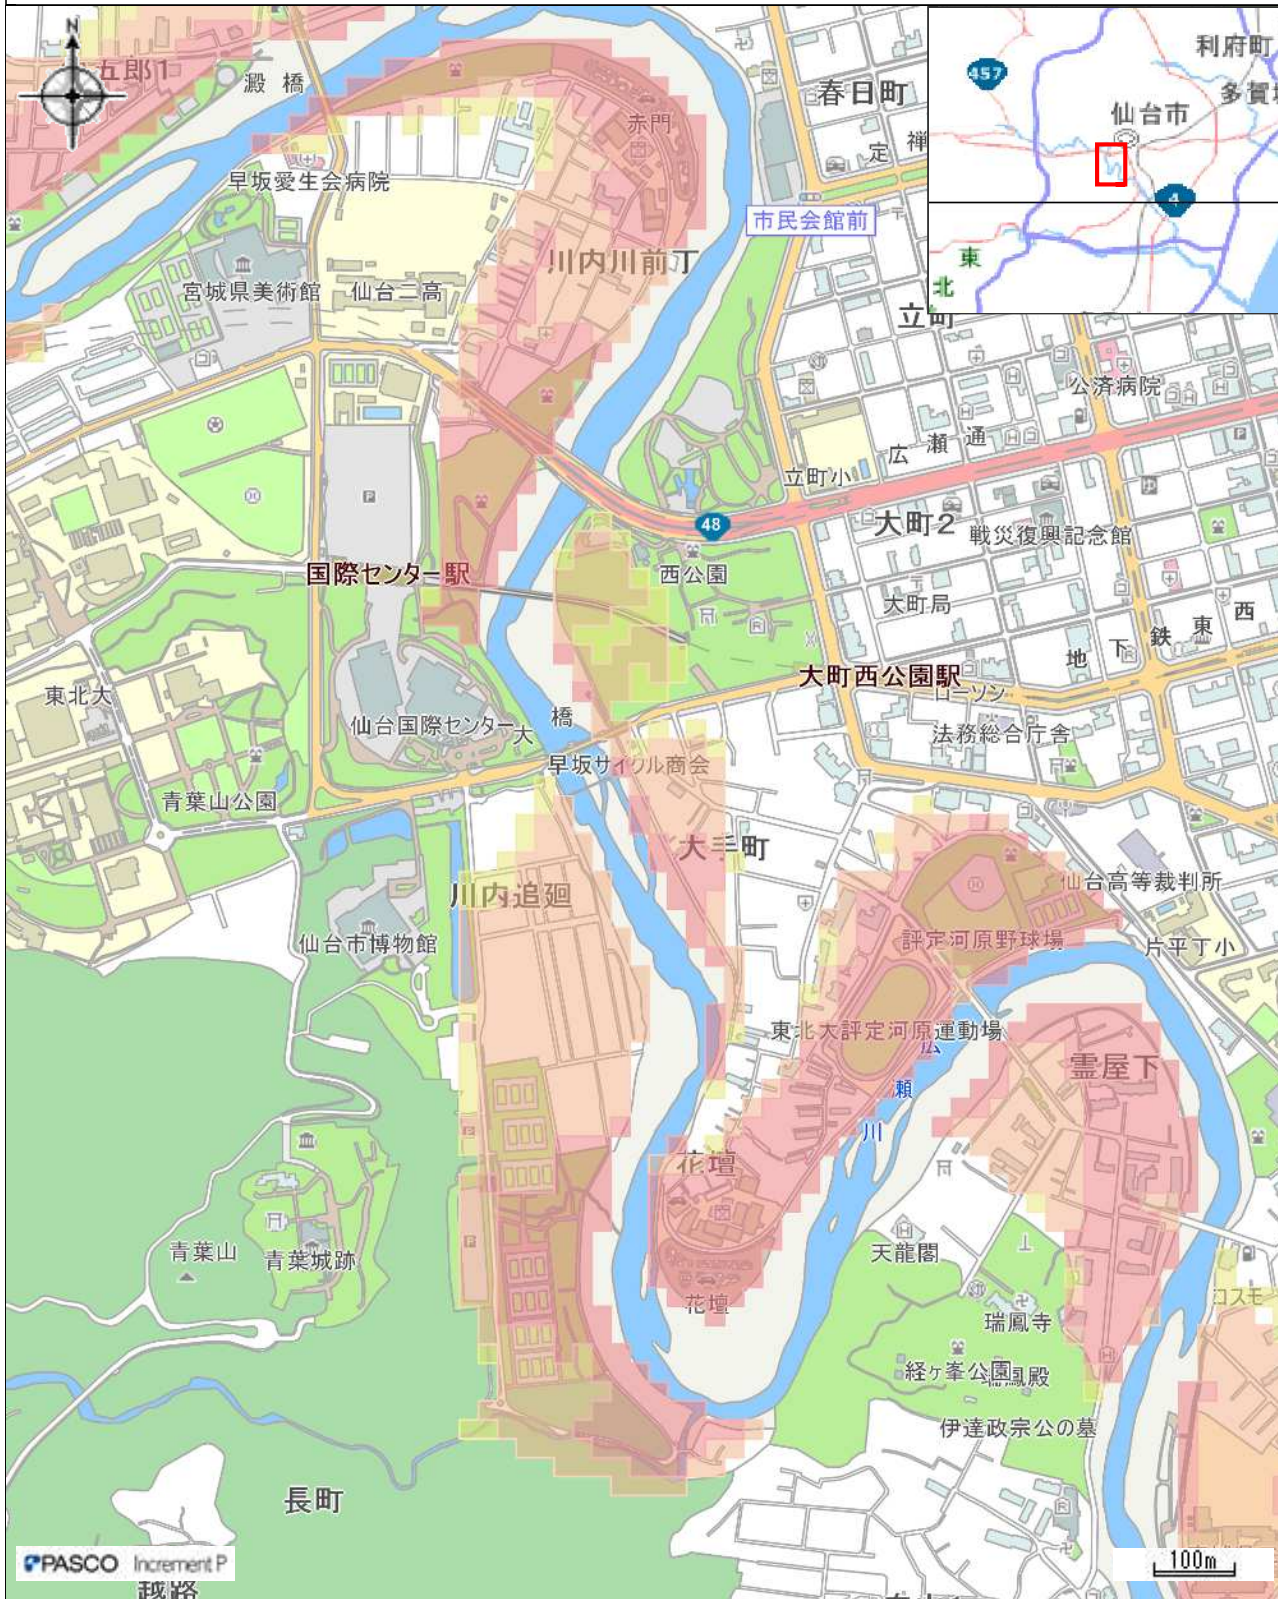 N
五郎1
澱橋
赤門
春日町
定禅
457
利府町
多賀
仙台市
4
東北
早坂愛生会病院
市民会館前
川内川前丁
宮城県美術館
仙台二高
立町
公済病院
広瀬通
立町小
48
大町2
戦災復興記念館
国際センター駅
西公園
大町局
地下鉄東西
東北大
大町西公園駅
ローソン
仙台国際センター
大橋
法務総合庁舎
早坂サイクル商会
青葉山公園
大手町
川内追廻
仙台高等裁判所
仙台市博物館
評定河原野球場
片平丁小
東北大評定河原運動場
広瀬川
霊屋下
花壇
青葉山
青葉城跡
天龍閣
花壇
コスモ
瑞鳳寺
経ヶ峯公園
瑞鳳殿
伊達政宗公の墓
長町
PASCO Increment P
100m
越路